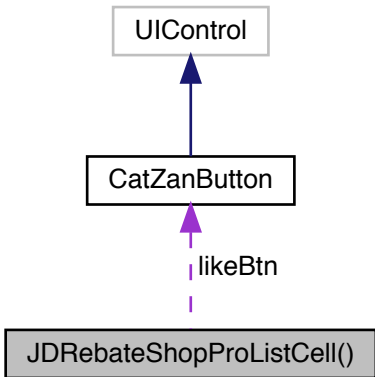 UIControl
CatZanButton
likeBtn
JDRebateShopProListCell()